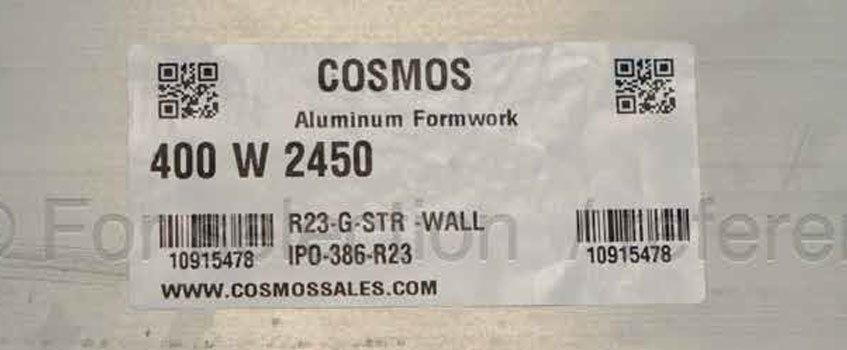 COSMOS
Aluminum Formwork
400 W 2450
R23-G-STR -WALL
IPO-386-R23
10915478
10915478
WWW.COSMOSSALES.COM